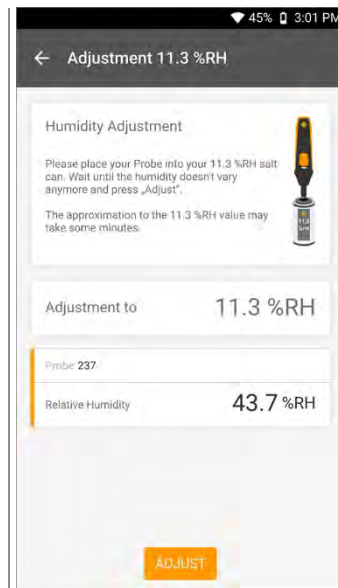 45% 3:01 PM
Adjustment 11.3 %RH
Humidity Adjustment
Please place your Probe into your 11.3 %RH salt
can. Wait until the humidity doesn't vary
anymore and press „Adjust".
The approximation to the 11.3 %RH value may
take some minutes.
11.3
Adjustment to 11.3 %RH
Probe 237
Relative Humidity 43.7 %RH
ADJUST